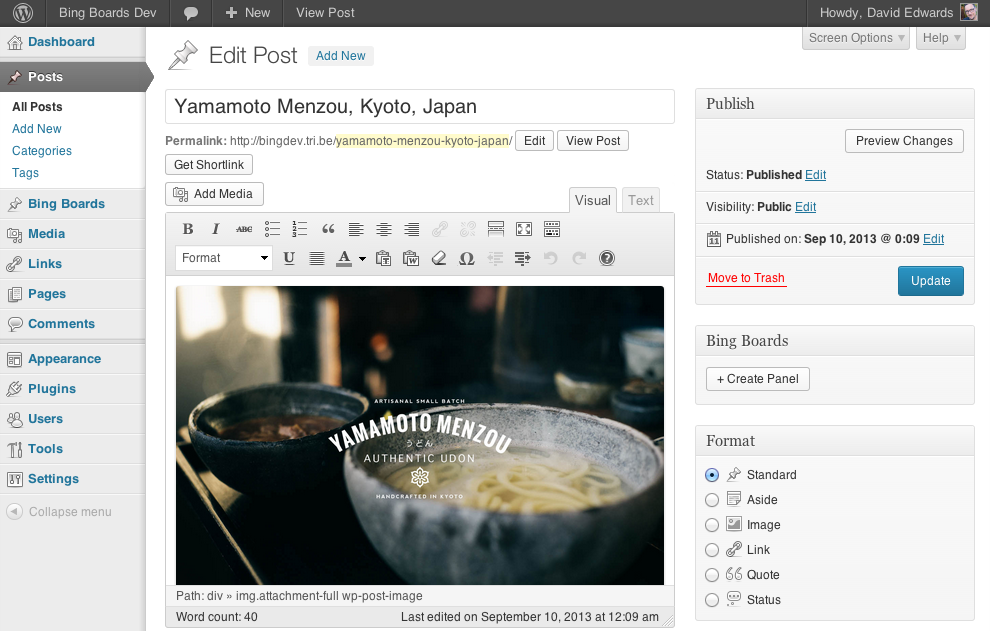 Bing Boards Dev
New
View Post
Howdy, David Edwards
Dashboard
Posts
All Posts
Add New
Categories
Tags
Bing Boards
Media
Links
Pages
Comments
Appearance
Plugins
Users
Tools
Settings
Collapse menu
Screen Options
Help
Edit Post
Add New
Yamamoto Menzou, Kyoto, Japan
Permalink: http://bingdev.tri.be/yamamoto-menzou-kyoto-japan/ Edit View Post
Get Shortlink
Add Media
Visual Text
B I ABC
Format U A
ARTISANAL SMALL BATCH
YAMAMOTO MENZOU
うどん
AUTHENTIC UDON
HANDCRAFTED IN KYOTO
Path: div » img.attachment-full wp-post-image
Word count: 40
Last edited on September 10, 2013 at 12:09 am
Publish
Preview Changes
Status: Published Edit
Visibility: Public Edit
11 Published on: Sep 10, 2013 @ 0:09 Edit
Move to Trash
Update
Bing Boards
+ Create Panel
Format
Standard
Aside
Image
Link
Quote
Status